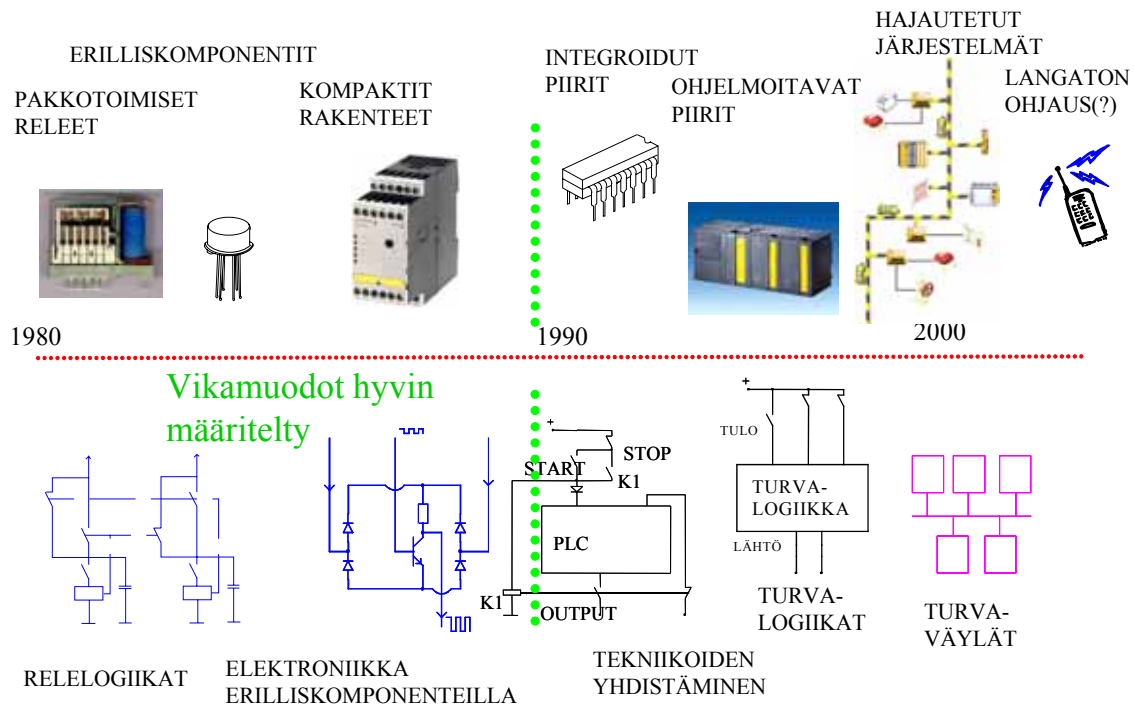 ERILLISKOMPONENTIT
PAKKOTOIMISET
RELEET
KOMPAKTIT
RAKENTEET
INTEGROIDUT
PIIRIT
OHJELMOITAVAT
PIIRIT
HAJAUTETUT
JÄRJESTELMÄT
LANGATON
OHJAUS(?)
1980
1990
2000
Vikamuodot hyvin
määritelty
+
START
STOP
K1
PLC
K1
OUTPUT
+
TULO
TURVA-
LOGIIKKA
LÄHTÖ
TURVA-
LOGIIKAT
TURVA-
VÄYLÄT
RELELOGIIKAT
ELEKTRONIIKKA
ERILLISKOMPONENTEILLA
TEKNIIKOIDEN
YHDISTÄMINEN